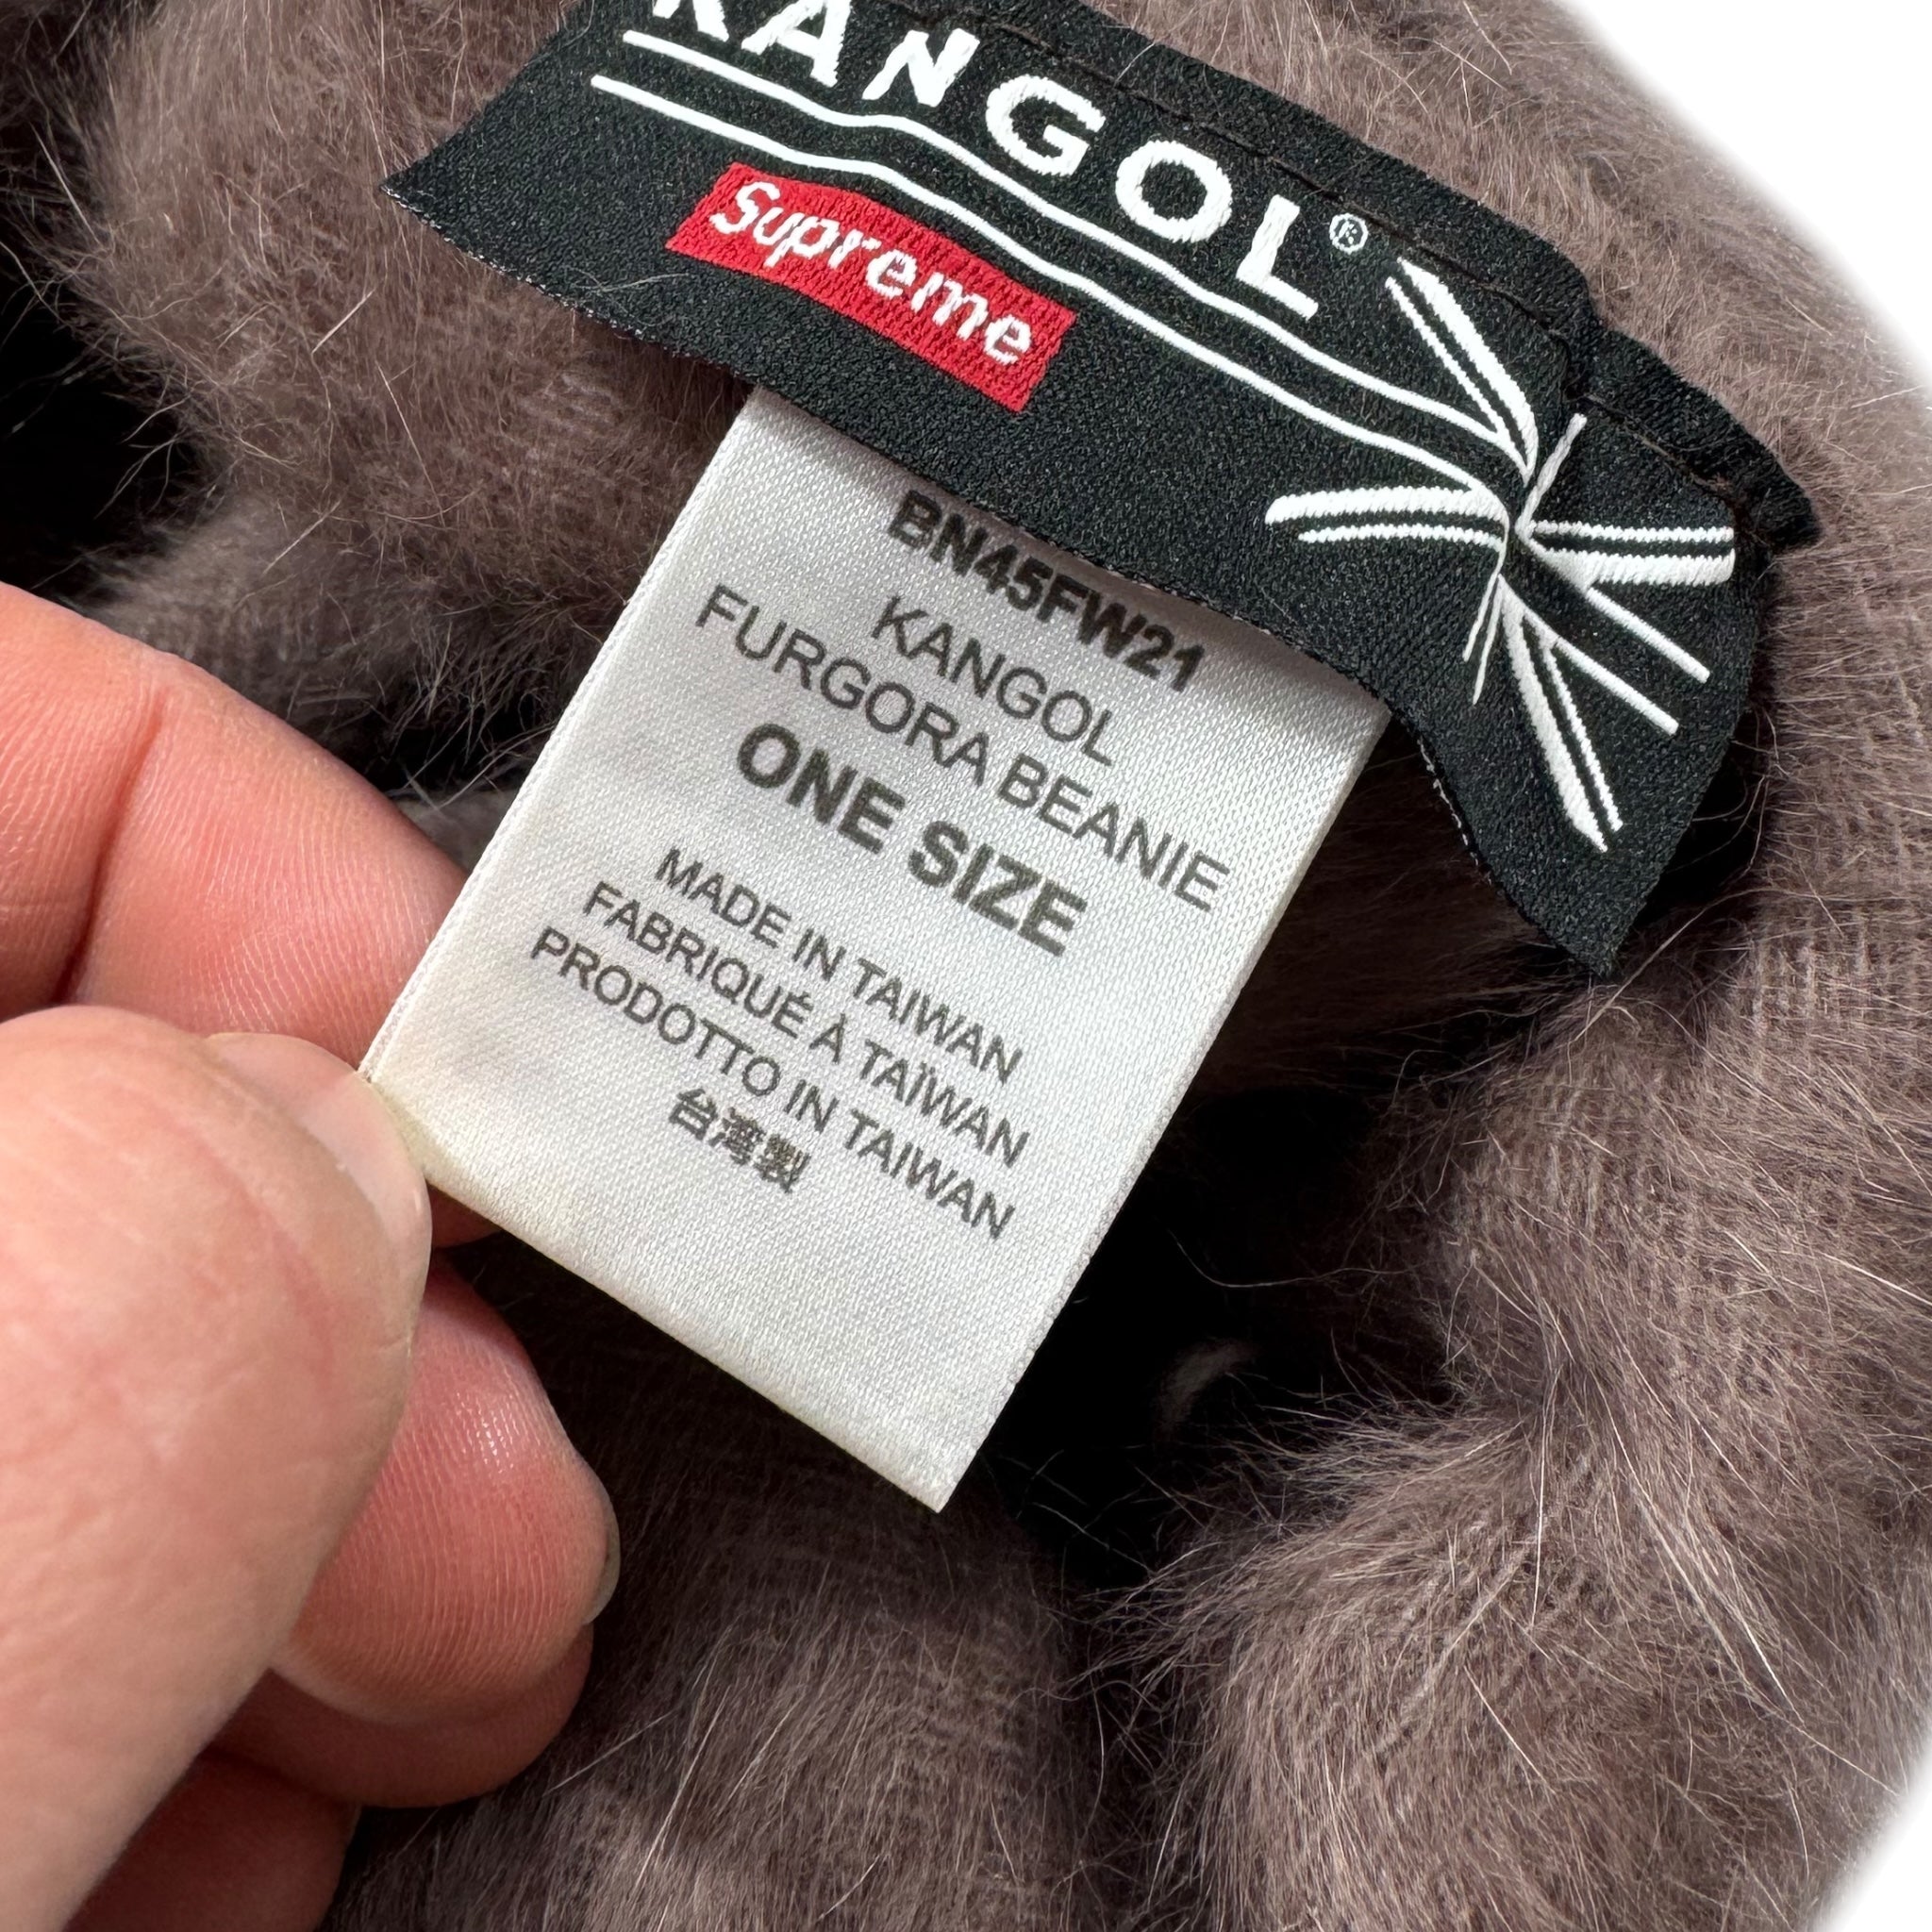 KANGOL®
Supreme
BN45FW21
KANGOL
FURGORA BEANIE
ONE SIZE
MADE IN TAIWAN
FABRIQUÉ À TAÏWAN
PRODOTTO IN TAIWAN
台湾製